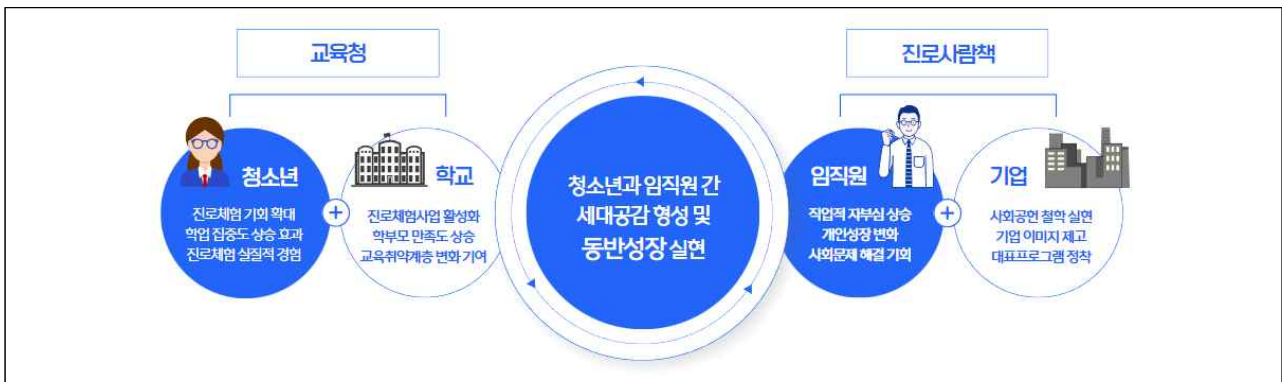 교육청
청소년
진로체험 기회 확대
학업 집중도 상승 효과
진로체험 실질적 경험
+
학교
진로체험사업 활성화
학부모 만족도 상승
교육취약계층 변화 기여
청소년과 임직원 간
세대공감 형성 및
동반성장 실현
진로사람책
임직원
직업적 자부심 상승
개인성장 변화
사회문제 해결 기회
+
기업
사회공헌 철학 실현
기업 이미지 제고
대표프로그램 정착